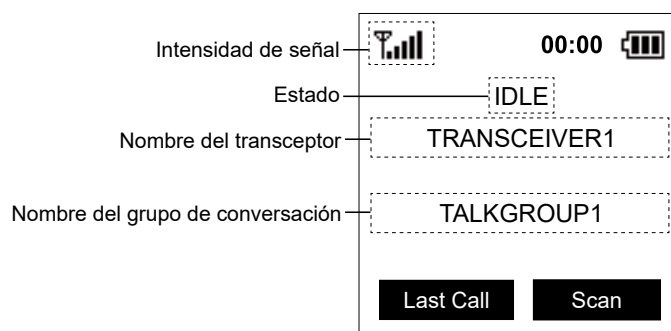 Intensidad de señal
00:00
Estado
IDLE
Nombre del transceptor
TRANSCEIVER1
Nombre del grupo de conversación
TALKGROUP1
Last Call
Scan